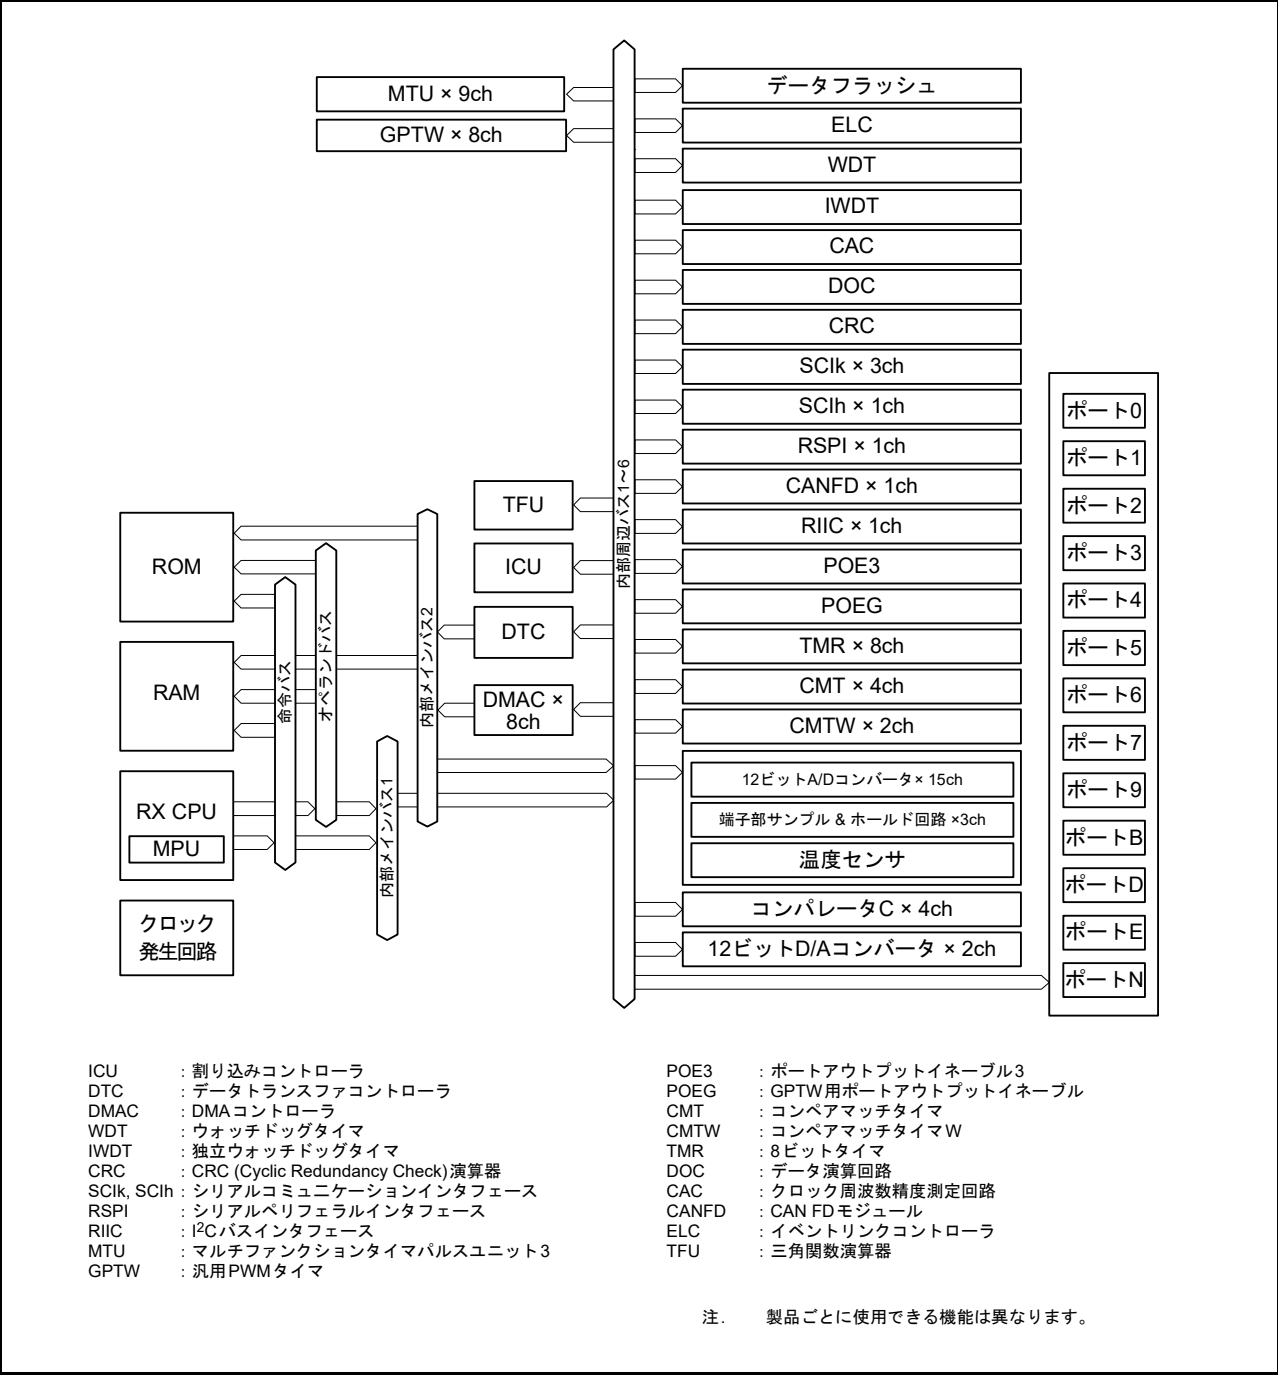 MTU × 9ch
GPTW × 8ch
データフラッシュ
ELC
WDT
IWDT
CAC
DOC
CRC
SCIk × 3ch
SCIh × 1ch
RSPI × 1ch
CANFD × 1ch
RIIC × 1ch
POE3
POEG
TMR × 8ch
CMT × 4ch
CMTW × 2ch
12ビットA/Dコンバータ× 15ch
端子部サンプル & ホールド回路 ×3ch
温度センサ
コンパレータC × 4ch
12ビットD/Aコンバータ × 2ch
ポート0
ポート1
ポート2
ポート3
ポート4
ポート5
ポート6
ポート7
ポート9
ポートB
ポートD
ポートE
ポートN
内部周辺バス1～6
TFU
ICU
DTC
DMAC ×
8ch
内部メインバス2
内部メインバス1
オペランドバス
命令バス
ROM
RAM
RX CPU
MPU
クロック
発生回路
ICU : 割り込みコントローラ
DTC : データトランスファコントローラ
DMAC : DMAコントローラ
WDT : ウォッチドッグタイマ
IWDT : 独立ウォッチドッグタイマ
CRC : CRC (Cyclic Redundancy Check)演算器
SCIk, SCIh : シリアルコミュニケーションインタフェース
RSPI : シリアルペリフェラルインタフェース
RIIC : I2Cバスインタフェース
MTU : マルチファンクションタイマパルスユニット3
GPTW : 汎用PWMタイマ
POE3 : ポートアウトプットイネーブル3
POEG : GPTW用ポートアウトプットイネーブル
CMT : コンペアマッチタイマ
CMTW : コンペアマッチタイマW
TMR : 8ビットタイマ
DOC : データ演算回路
CAC : クロック周波数精度測定回路
CANFD : CAN FDモジュール
ELC : イベントリンクコントローラ
TFU : 三角関数演算器
注. 製品ごとに使用できる機能は異なります。